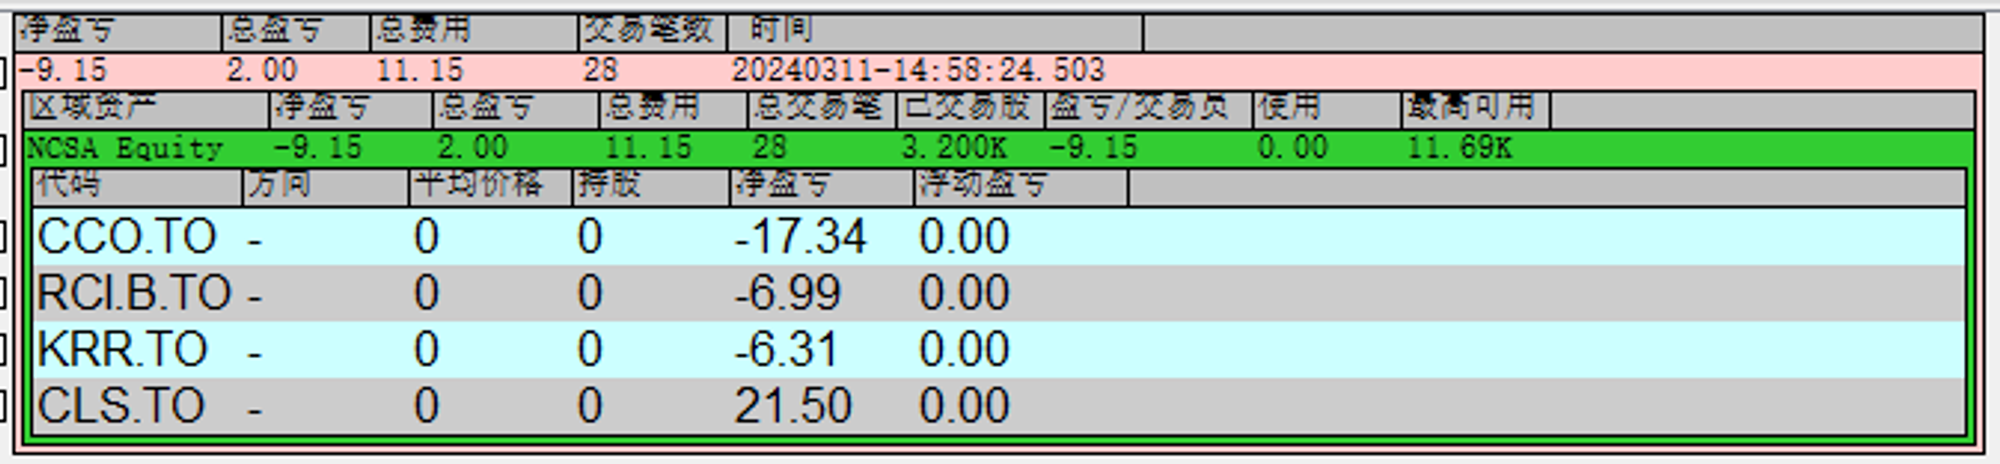 净盈亏 总盈亏 总费用 交易笔数 时间
-9.15 2.00 11.15 28 20240311-14:58:24.503
区域资产 净盈亏 总盈亏 总费用 总交易笔 已交易股 盈亏/交易员 使用 最高可用
NCSA Equity -9.15 2.00 11.15 28 3.200K -9.15 0.00 11.69K
代码 方向 平均价格 持股 净盈亏 浮动盈亏
CCO.TO - 0 0 -17.34 0.00
RCI.B.TO - 0 0 -6.99 0.00
KRR.TO - 0 0 -6.31 0.00
CLS.TO - 0 0 21.50 0.00